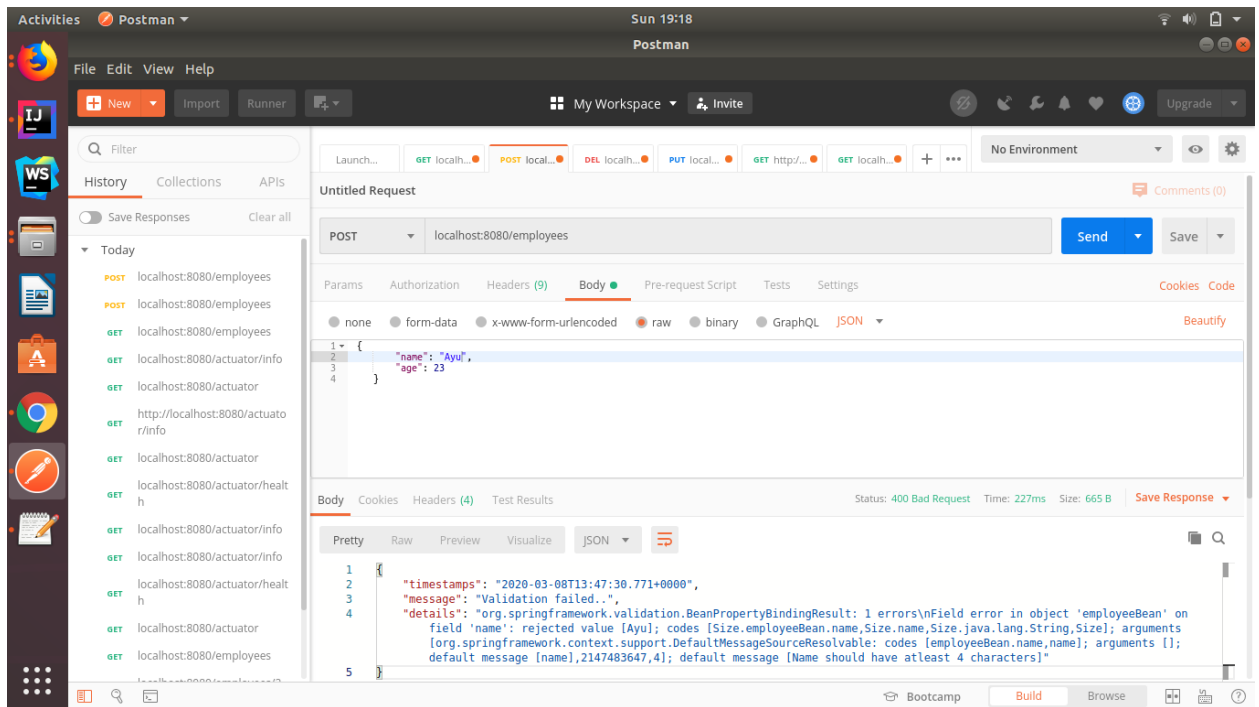 Activities Postman Sun 19:18
Postman
File Edit View Help
New Import Runner My Workspace Invite Upgrade
Filter
History Collections APIs
Save Responses Clear all
Today
POST localhost:8080/employees
POST localhost:8080/employees
GET localhost:8080/employees
GET localhost:8080/actuator/info
GET localhost:8080/actuator
GET http://localhost:8080/actuato
r/info
GET localhost:8080/actuator
GET localhost:8080/actuator/healt
h
GET localhost:8080/actuator/info
GET localhost:8080/actuator/info
GET localhost:8080/actuator/healt
h
GET localhost:8080/actuator
GET localhost:8080/employees
Launch... GET localh... POST local... DEL localh... PUT local... GET http:/... GET localh... + ••• No Environment
Untitled Request Comments (0)
POST localhost:8080/employees Send Save
Params Authorization Headers (9) Body Pre-request Script Tests Settings Cookies Code
none form-data x-www-form-urlencoded raw binary GraphQL JSON Beautify
1 {
2 "name": "Ayu",
3 "age": 23
4 }
Body Cookies Headers (4) Test Results Status: 400 Bad Request Time: 227ms Size: 665 B Save Response
Pretty Raw Preview Visualize JSON
1 {
2 "timestamps": "2020-03-08T13:47:30.771+0000",
3 "message": "Validation failed..",
4 "details": "org.springframework.validation.BeanPropertyBindingResult: 1 errors\nField error in object 'employeeBean' on
field 'name': rejected value [Ayu]; codes [Size.employeeBean.name,Size.name,Size.java.lang.String,Size]; arguments
[org.springframework.context.support.DefaultMessageSourceResolvable: codes [employeeBean.name,name]; arguments [];
default message [name],2147483647,4]; default message [Name should have atleast 4 characters]"
5 }
Bootcamp Build Browse
IJ
WS